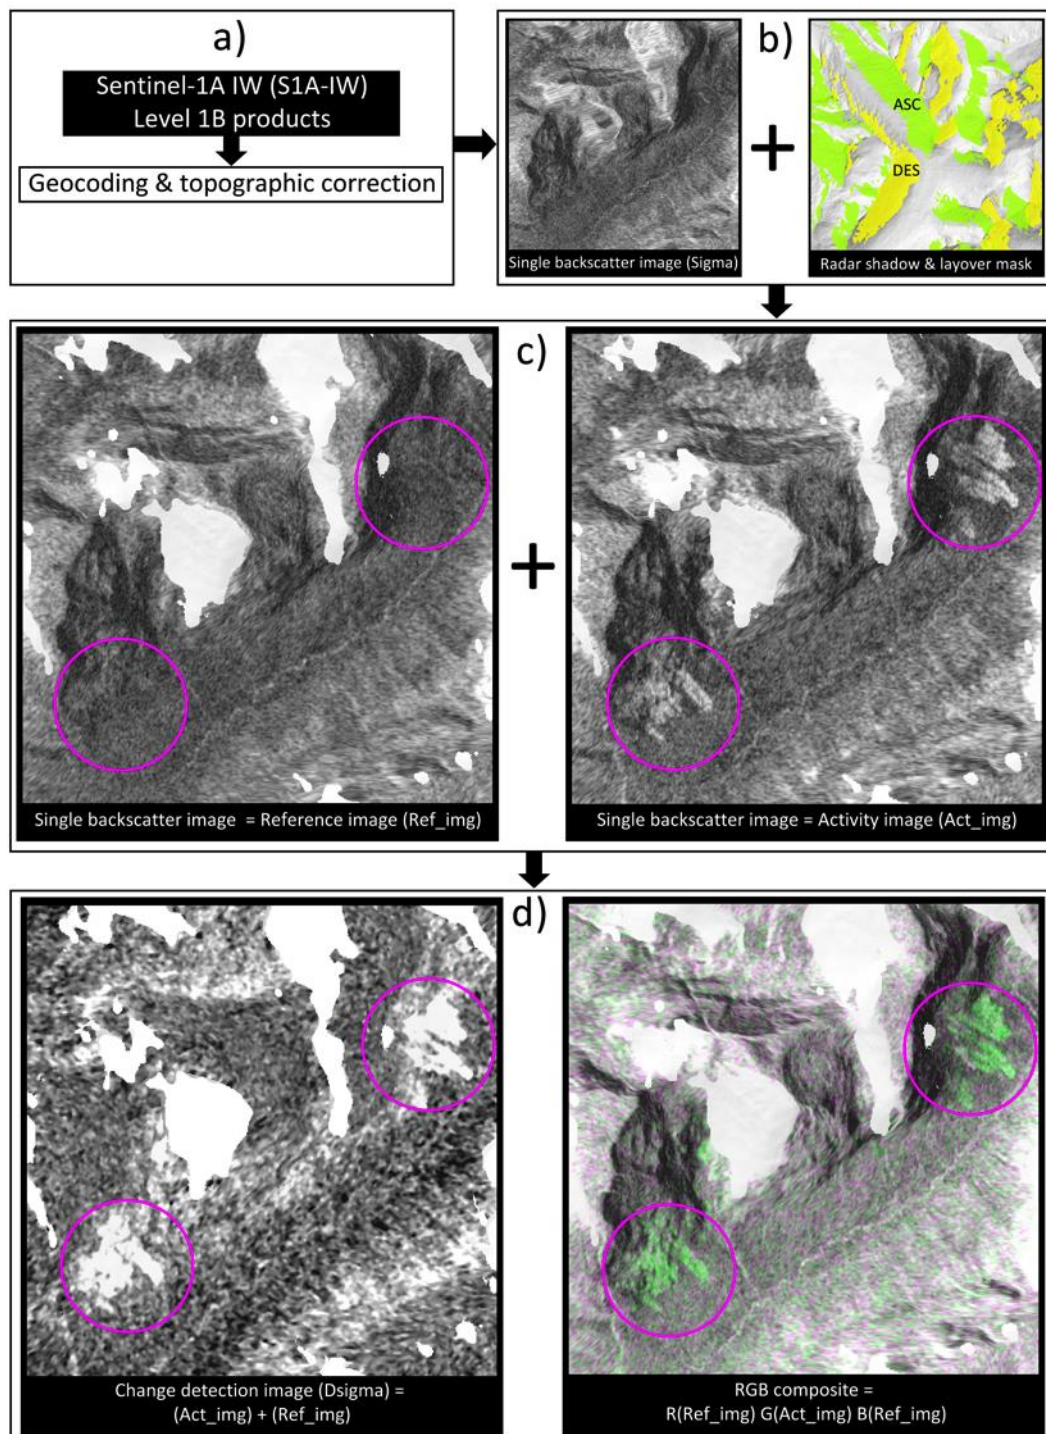 a)
Sentinel-1A IW (S1A-IW)
Level 1B products
Geocoding & topographic correction
b)
Single backscatter image (Sigma)
+
ASC
DES
Radar shadow & layover mask
c)
+
Single backscatter image = Reference image (Ref_img)
Single backscatter image = Activity image (Act_img)
d)
Change detection image (Dsigma) =
(Act_img) + (Ref_img)
RGB composite =
R(Ref_img) G(Act_img) B(Ref_img)